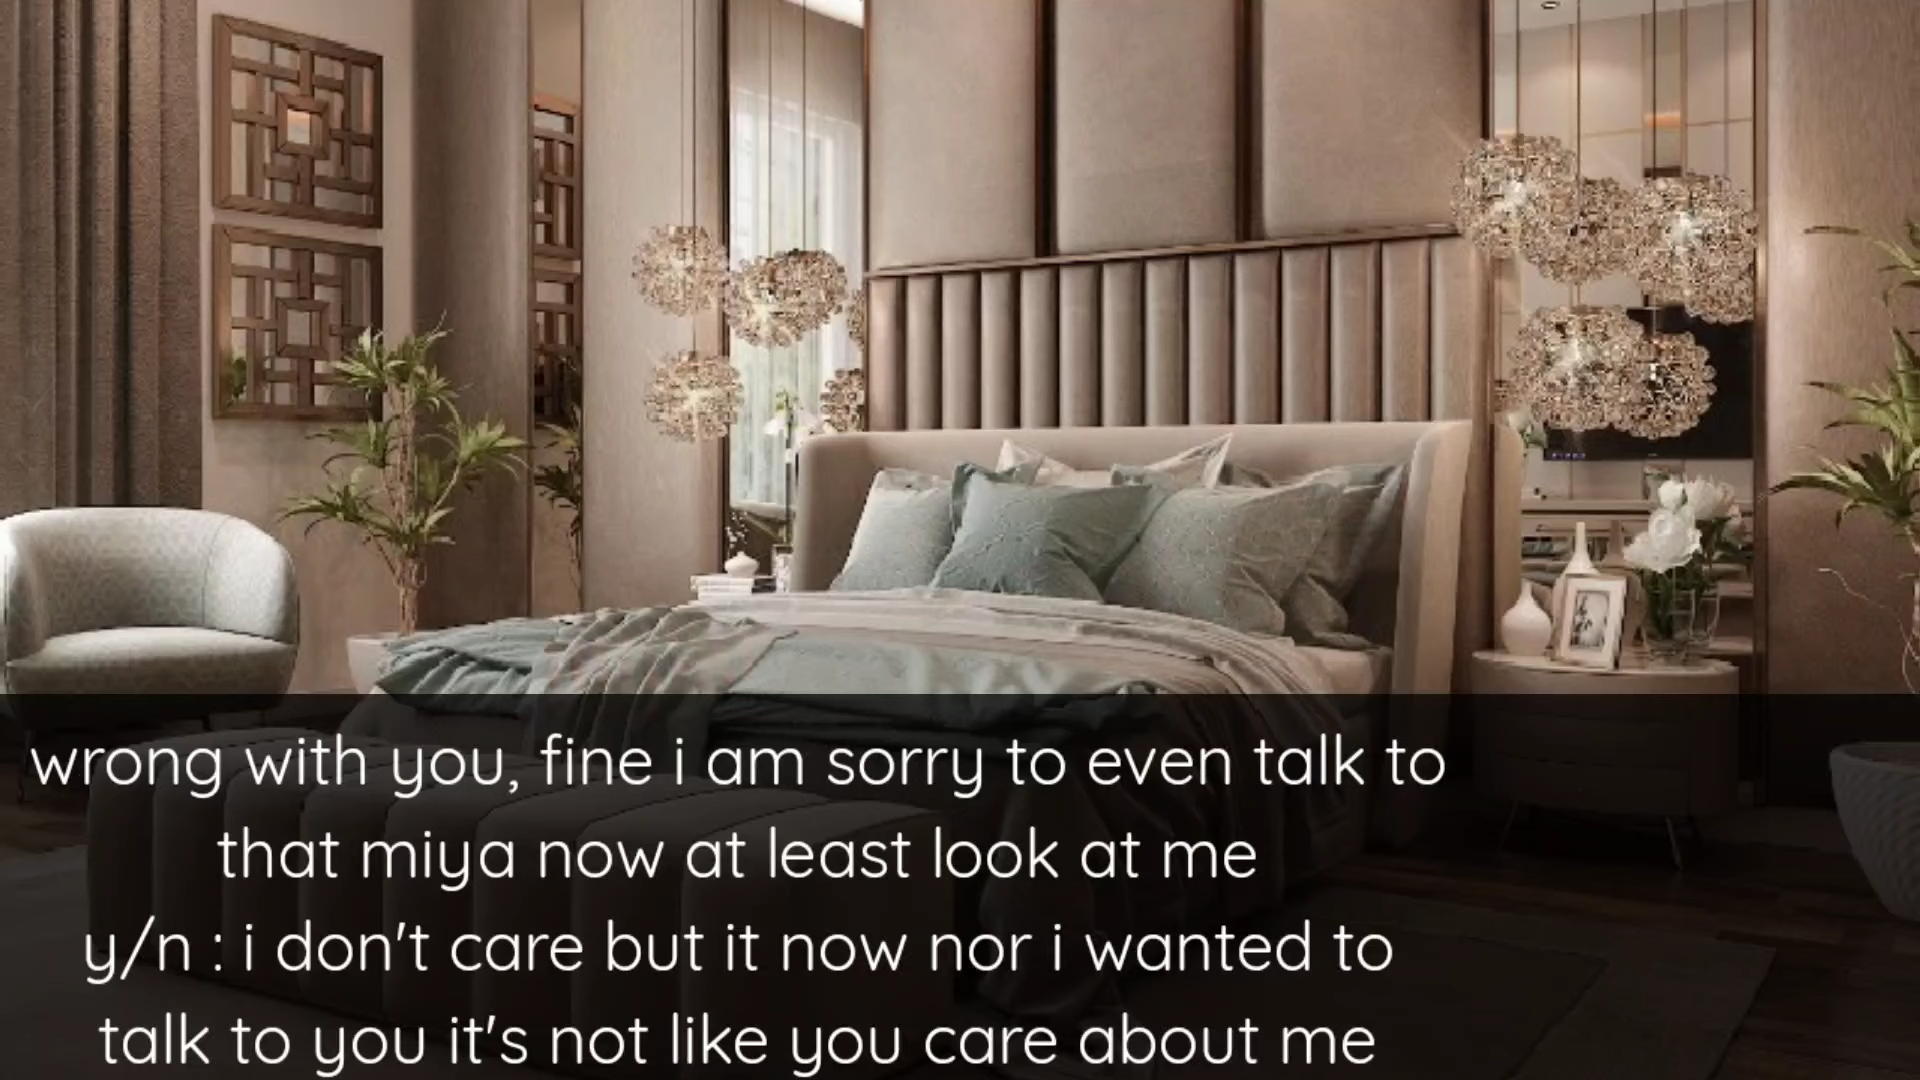 wrong with you, fine i am sorry to even talk to
that miya now at least look at me
y/n : i don't care but it now nor i wanted to
talk to you it's not like you care about me